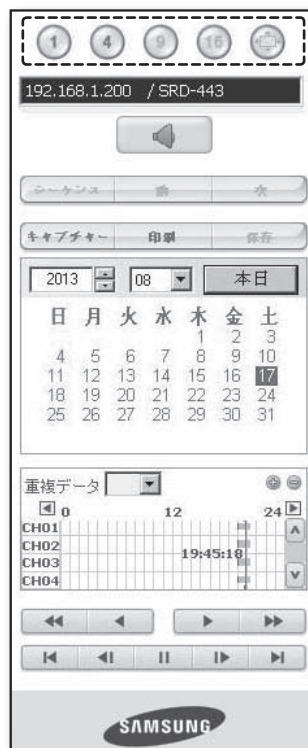 1 4 9 16
192.168.1.200 / SRD-443
シーケンス 前 次
キャプチャー 印刷 保存
2013 08 本日
日 月 火 水 木 金 土
1 2 3
4 5 6 7 8 9 10
11 12 13 14 15 16 17
18 19 20 21 22 23 24
25 26 27 28 29 30 31
重複データ
0 12 24
CH01
CH02
19:45:18
CH03
CH04
SAMSUNG